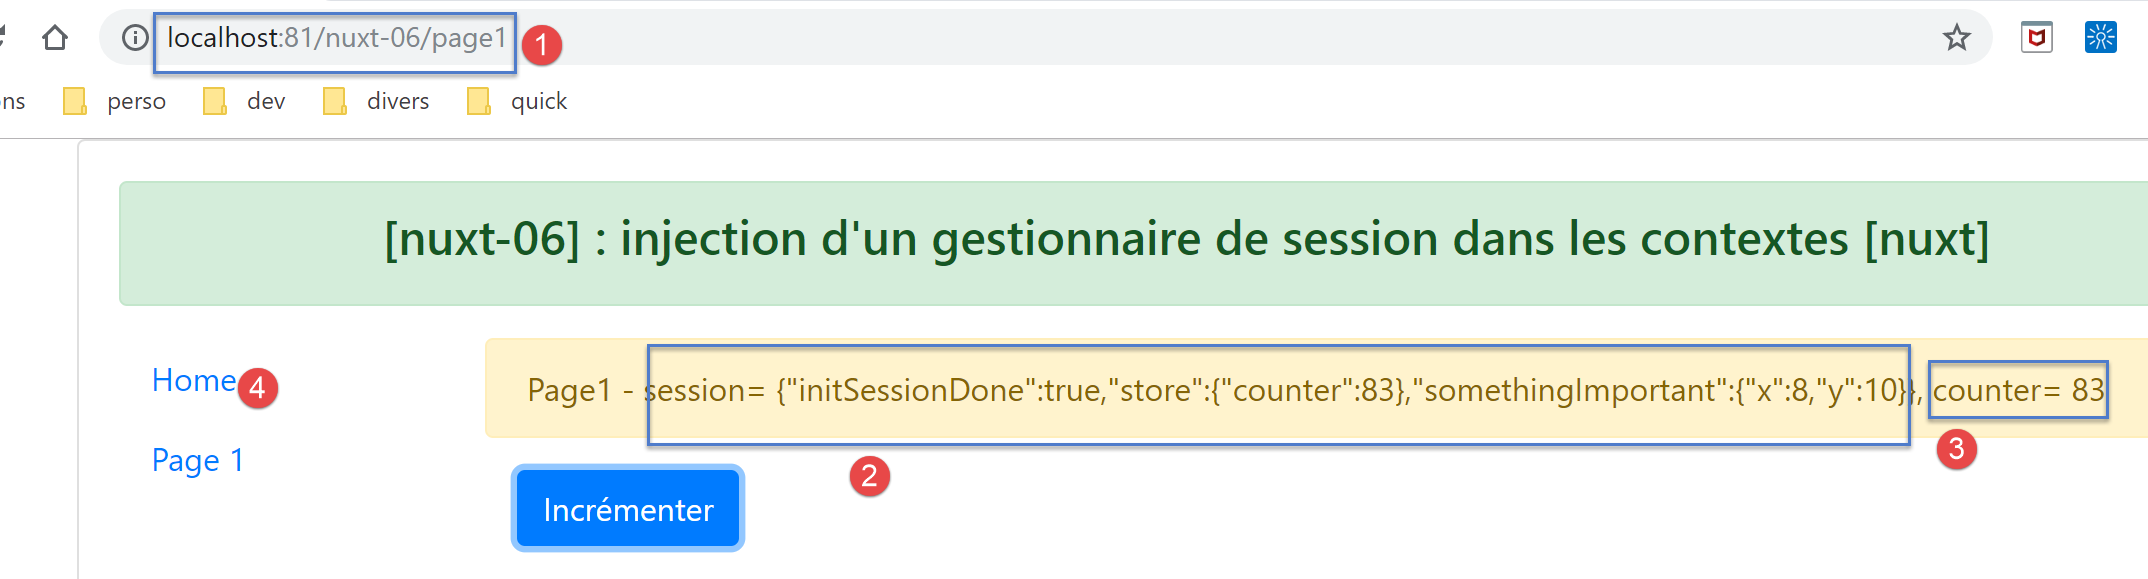 localhost:81/nuxt-06/page1 1
ns perso dev divers quick
[nuxt-06] : injection d'un gestionnaire de session dans les contextes [nuxt]
Home 4
Page1 - session= {"initSessionDone":true,"store":{"counter":83},"somethingImportant":{"x":8,"y":10}}, counter= 83
Page 1
2
3
Incrémenter